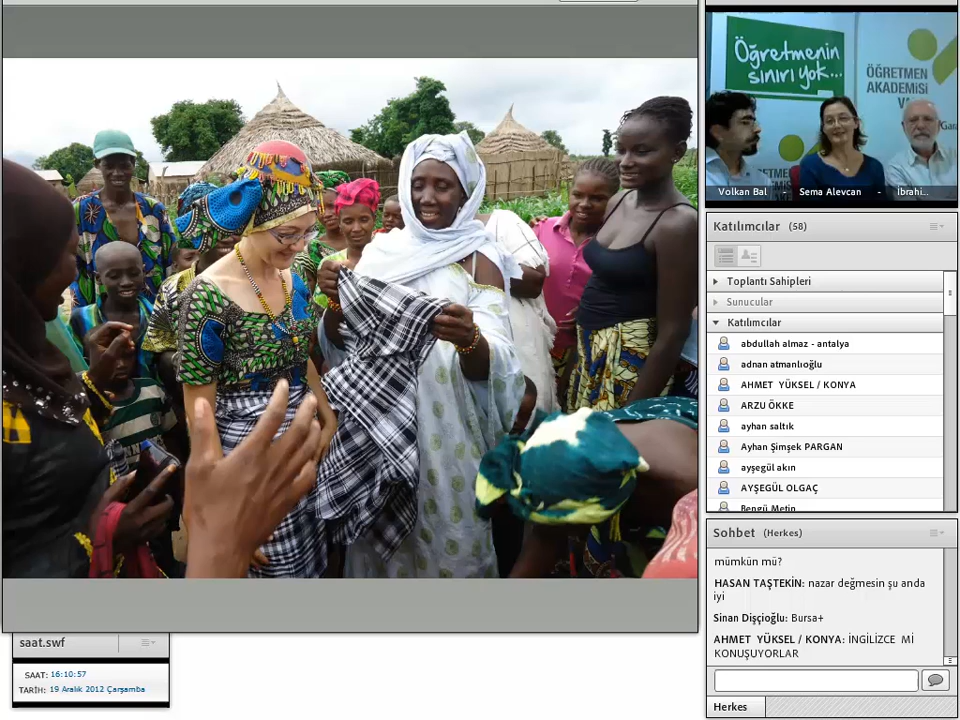 Öğretmenin
sınırı yok...
ÖĞRETMEN
AKADEMİSİ
Volkan Bal - Sema Alevcan - İbrahi...
Katılımcılar (58)
Toplantı Sahipleri
Sunucular
Katılımcılar
abdullah almaz - antalya
adnan atmanlıoğlu
AHMET YÜKSEL / KONYA
ARZU ÖKKE
ayhan saltık
Ayhan Şimşek PARGAN
ayşegül akın
AYŞEGÜL OLGAÇ
Bengü Metin
Sohbet (Herkes)
mümkün mü?
HASAN TAŞTEKİN: nazar değmesin şu anda
iyi
Sinan Dişçioğlu: Bursa+
AHMET YÜKSEL / KONYA: İNGİLİZCE Mİ
KONUŞUYORLAR
Herkes
saat.swf
SAAT: 16:10:57
TARİH: 19 Aralık 2012 Çarşamba